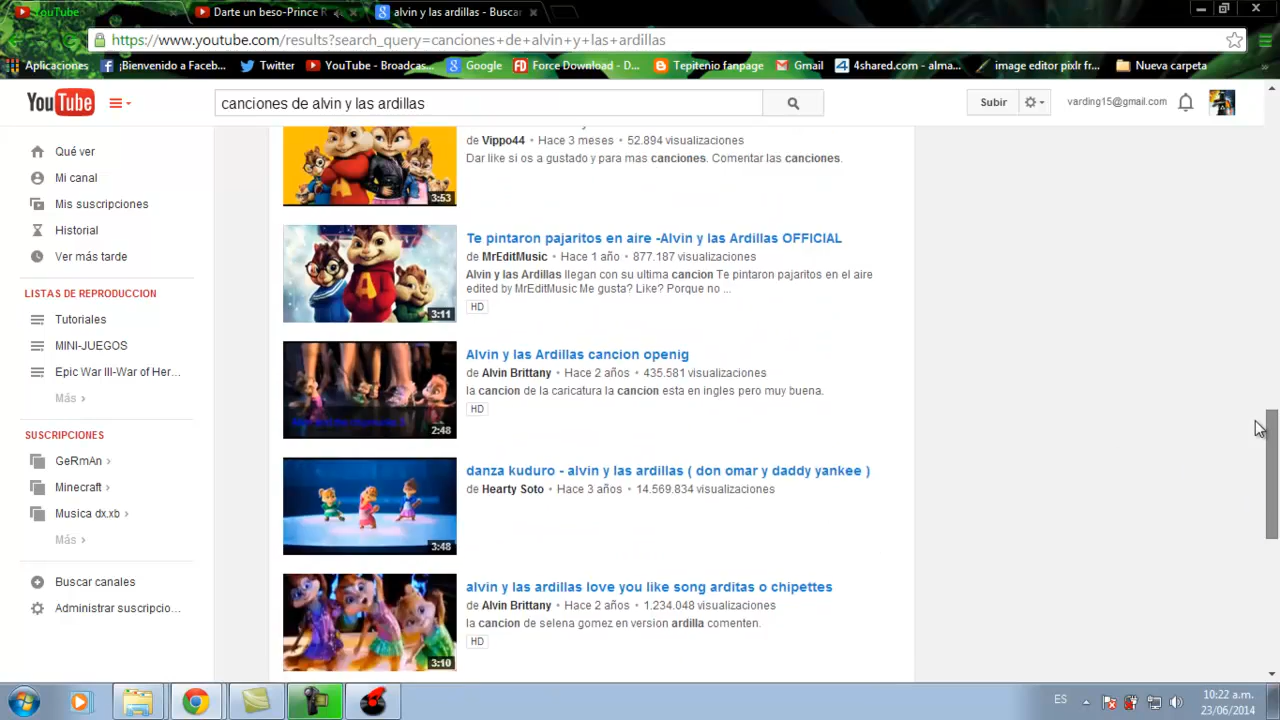 YouTube
Darte un beso-Prince R
alvin y las ardillas - Buscar
https://www.youtube.com/results?search_query=canciones+de+alvin+y+las+ardillas
Aplicaciones
¡Bienvenido a Faceb...
Twitter
YouTube - Broadcas...
Google
Force Download - D...
Tepitenio fanpage
Gmail
4shared.com - alma...
image editor pixlr fr...
Nueva carpeta
YouTube
canciones de alvin y las ardillas
Subir
varding15@gmail.com
Qué ver
Mi canal
Mis suscripciones
Historial
Ver más tarde
LISTAS DE REPRODUCCION
Tutoriales
MINI-JUEGOS
Epic War III-War of Her...
Más ›
SUSCRIPCIONES
GeRmAn ›
Minecraft ›
Musica dx.xb ›
Más ›
Buscar canales
Administrar suscripcio...
de Vippo44 • Hace 3 meses • 52.894 visualizaciones
Dar like si os a gustado y para mas canciones. Comentar las canciones.
3:53
Te pintaron pajaritos en aire -Alvin y las Ardillas OFFICIAL
de MrEditMusic • Hace 1 año • 877.187 visualizaciones
Alvin y las Ardillas llegan con su ultima cancion Te pintaron pajaritos en el aire
edited by MrEditMusic Me gusta? Like? Porque no ...
HD
3:11
Alvin y las Ardillas cancion openig
de Alvin Brittany • Hace 2 años • 435.581 visualizaciones
la cancion de la caricatura la cancion esta en ingles pero muy buena.
HD
2:48
danza kuduro - alvin y las ardillas ( don omar y daddy yankee )
de Hearty Soto • Hace 3 años • 14.569.834 visualizaciones
3:48
alvin y las ardillas love you like song arditas o chipettes
de Alvin Brittany • Hace 2 años • 1.234.048 visualizaciones
la cancion de selena gomez en version ardilla comenten.
HD
3:10
ES
10:22 a.m.
23/06/2014